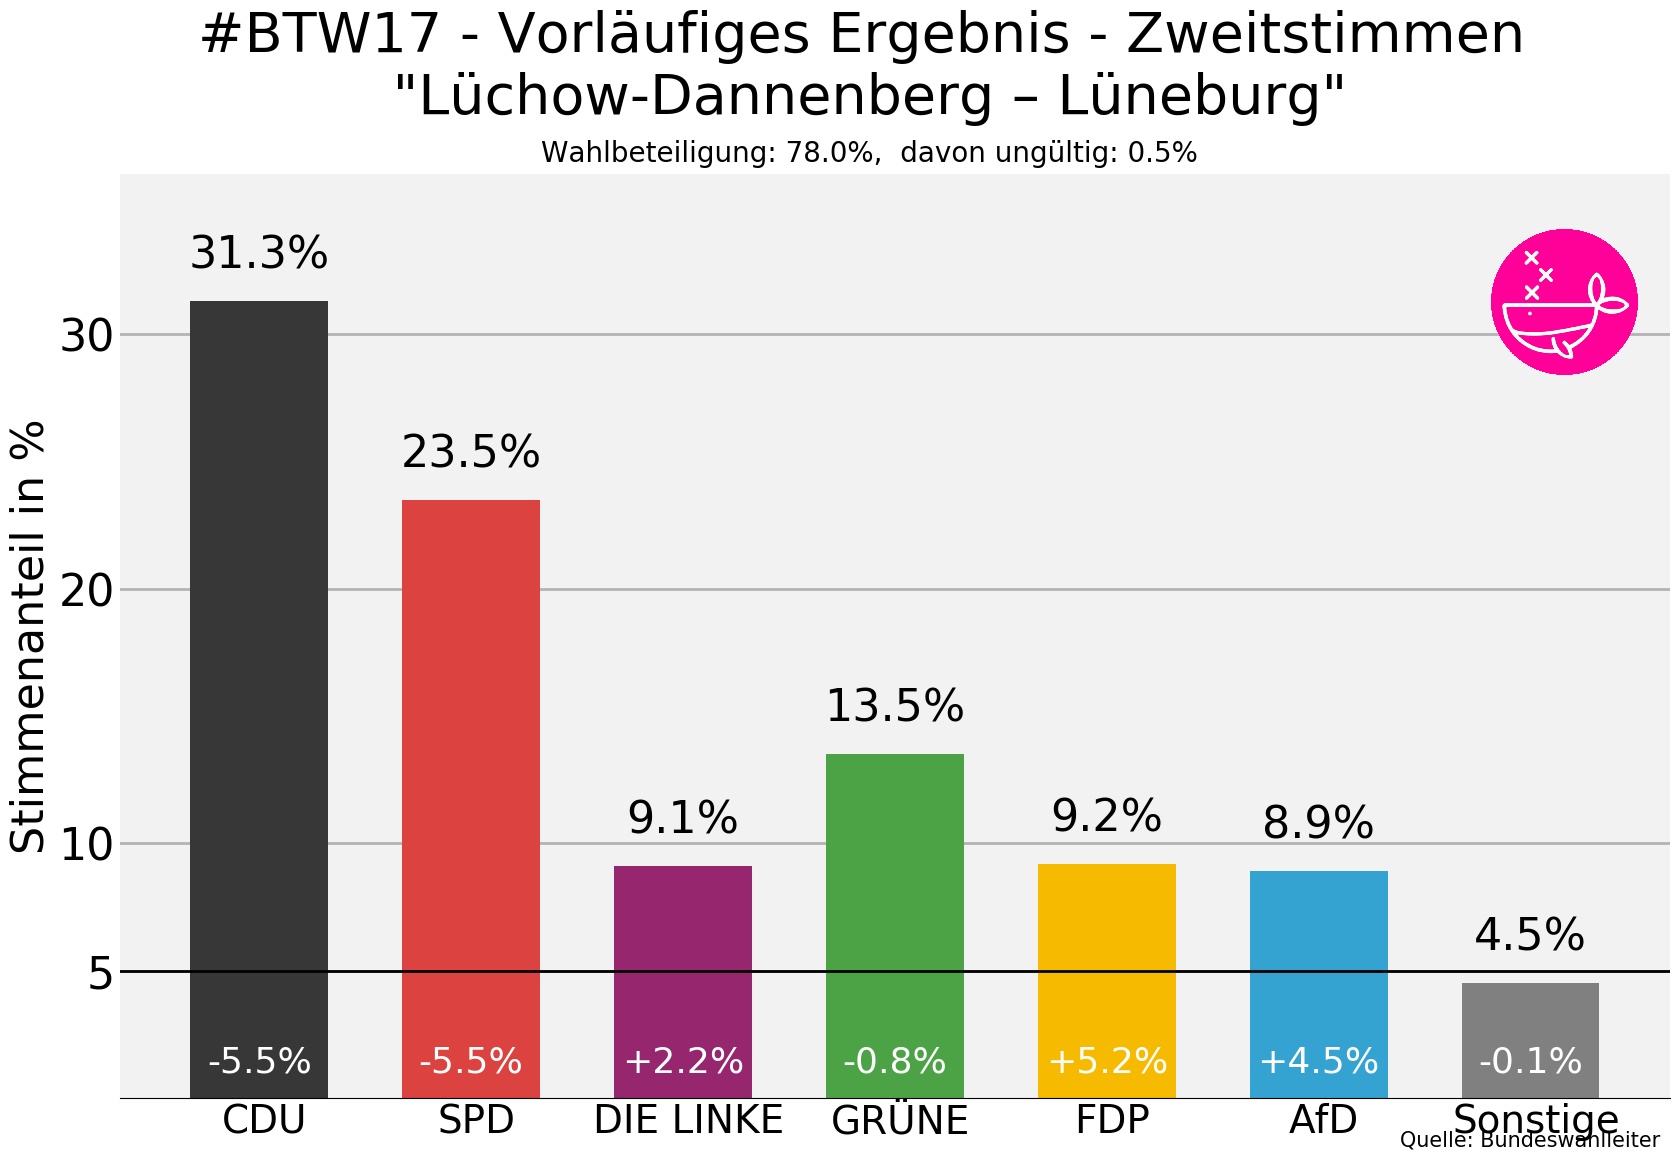 #BTW17 - Vorläufiges Ergebnis - Zweitstimmen
"Lüchow-Dannenberg – Lüneburg"
Wahlbeteiligung: 78.0%,  davon ungültig: 0.5%
Stimmenanteil in %
30
20
10
5
31.3%
23.5%
9.1%
13.5%
9.2%
8.9%
4.5%
-5.5%
-5.5%
+2.2%
-0.8%
+5.2%
+4.5%
-0.1%
CDU
SPD
DIE LINKE
GRÜNE
FDP
AfD
Sonstige
Quelle: Bundeswahlleiter